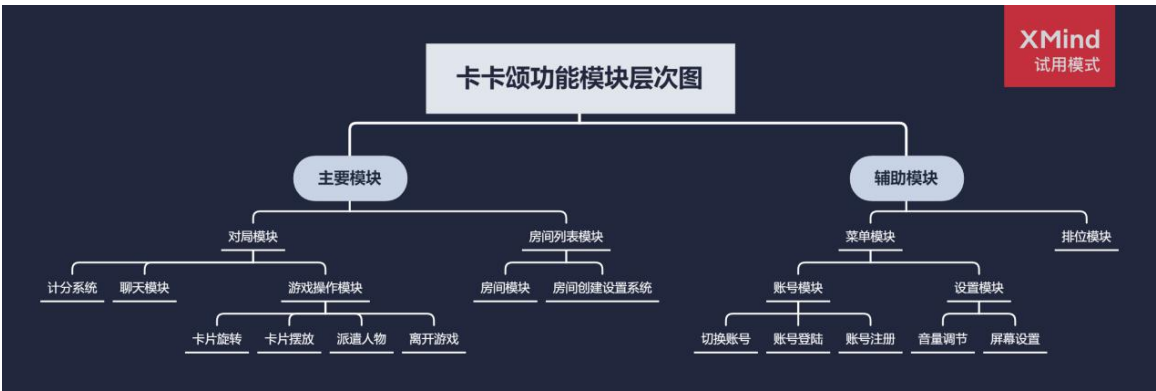 XMind
试用模式
卡卡颂功能模块层次图
主要模块
辅助模块
对局模块
房间列表模块
菜单模块
排位模块
计分系统
聊天模块
游戏操作模块
房间模块
房间创建设置系统
账号模块
设置模块
卡片旋转
卡片摆放
派遣人物
离开游戏
切换账号
账号登陆
账号注册
音量调节
屏幕设置